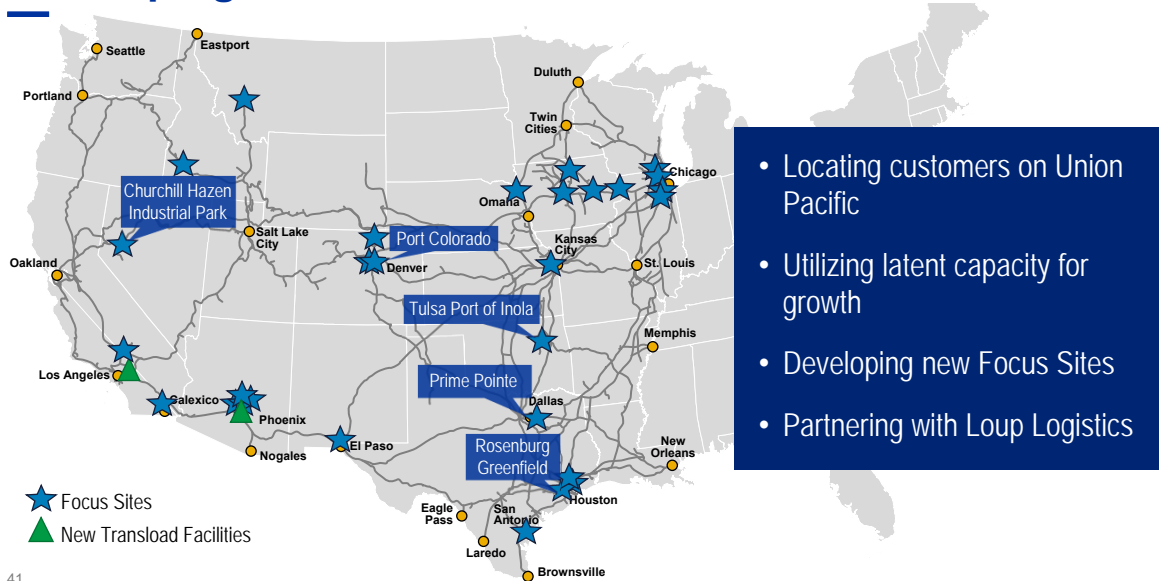 Eastport
Seattle
Duluth
Portland
Twin
Cities
Chicago
Churchill Hazen
Industrial Park
Omaha
Salt Lake
City
Port Colorado
Kansas
City
Oakland
Denver
St. Louis
Tulsa Port of Inola
Memphis
Los Angeles
Prime Pointe
Calexico
Dallas
Phoenix
El Paso
Rosenburg
Greenfield
New
Orleans
Nogales
Houston
Eagle
Pass
San
Antonio
Laredo
Brownsville
• Locating customers on Union
Pacific
• Utilizing latent capacity for
growth
• Developing new Focus Sites
• Partnering with Loup Logistics
Focus Sites
New Transload Facilities
41